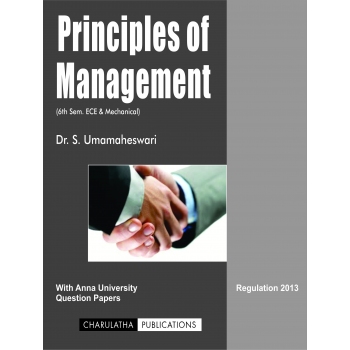 Principles of
Management
(6th Sem. ECE & Mechanical)
Dr. S. Umamaheswari
With Anna University
Question Papers
Regulation 2013
CHARULATHA PUBLICATIONS